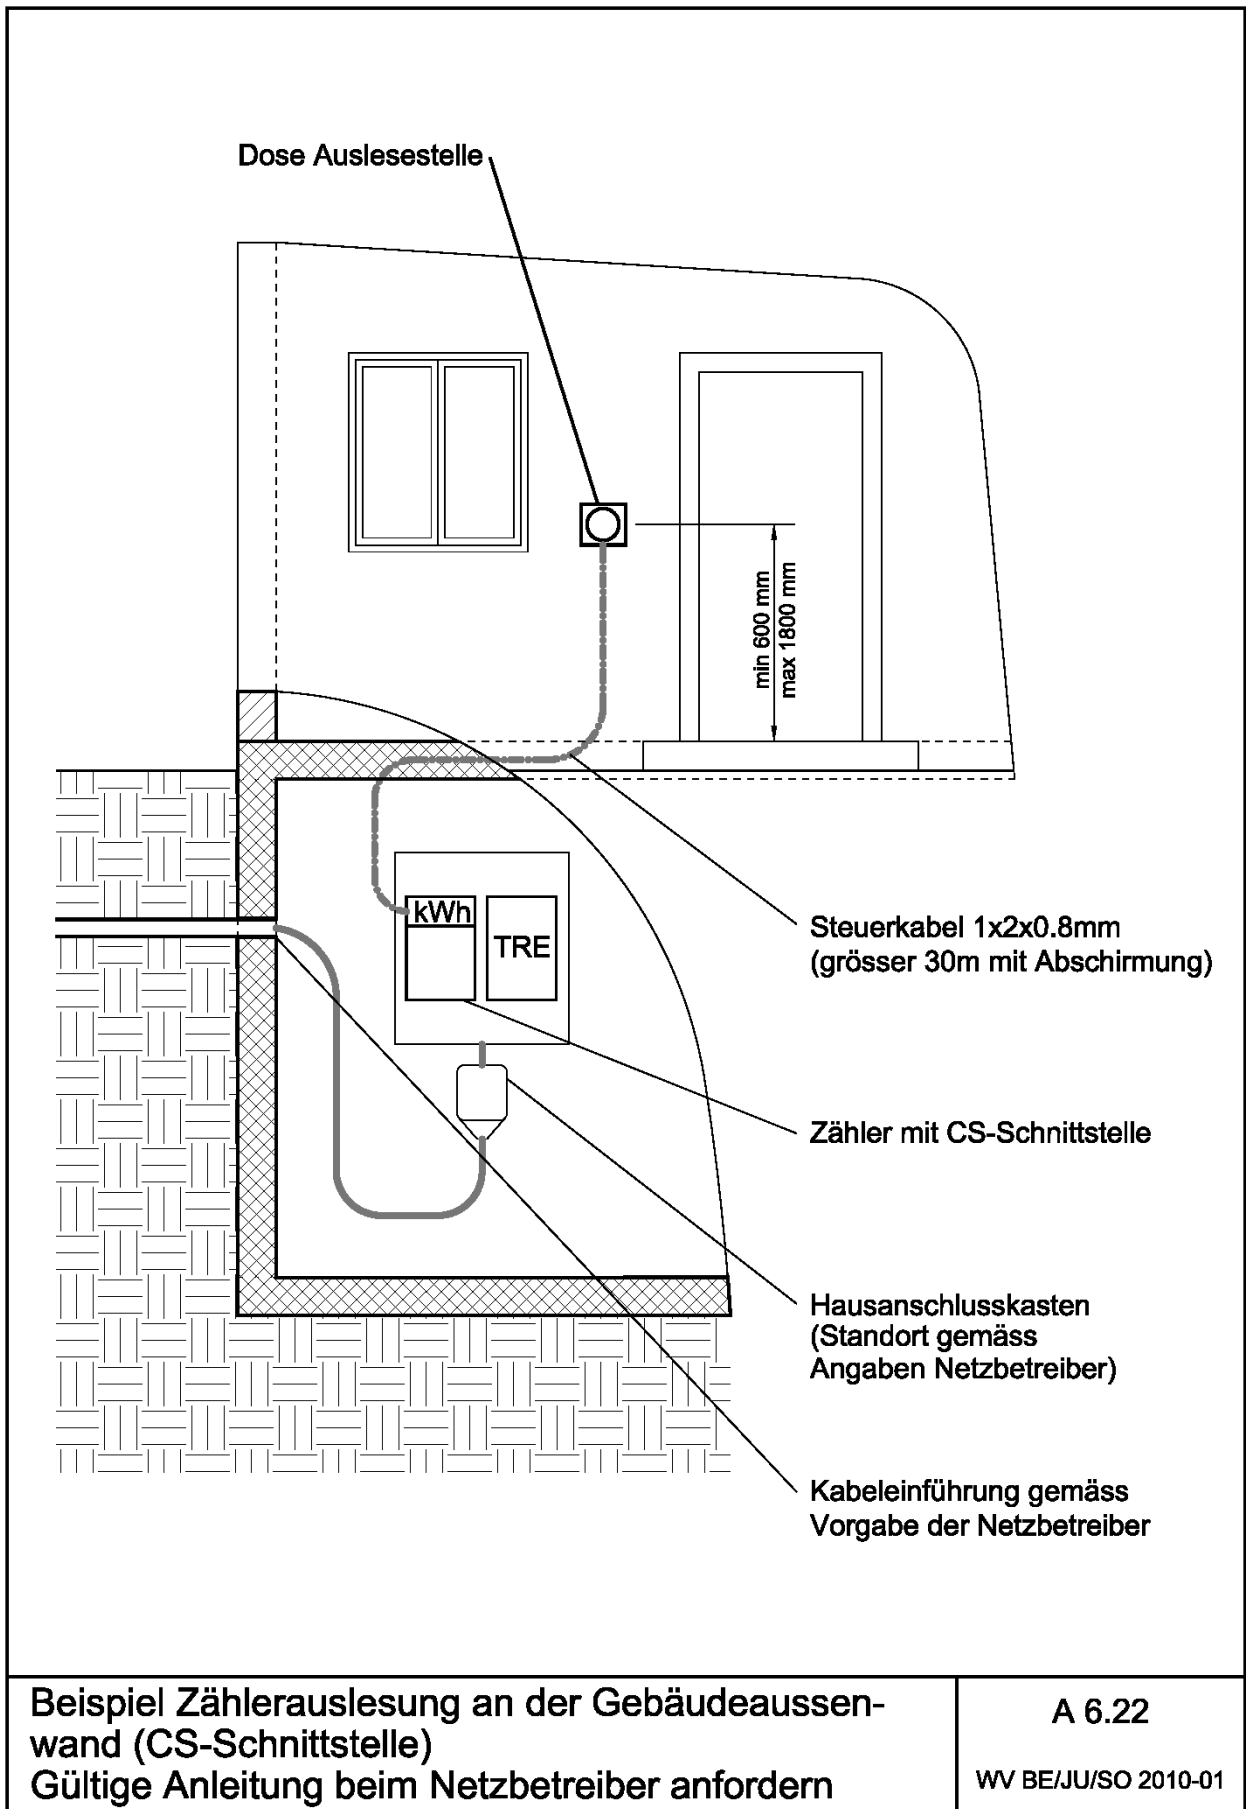 Dose Auslesestelle
min 600 mm
max 1800 mm
kWh
TRE
Steuerkabel 1x2x0.8mm
(grösser 30m mit Abschirmung)
Zähler mit CS-Schnittstelle
Hausanschlusskasten
(Standort gemäss
Angaben Netzbetreiber)
Kabeleinführung gemäss
Vorgabe der Netzbetreiber
Beispiel Zählerauslesung an der Gebäudeaussen-
wand (CS-Schnittstelle)
Gültige Anleitung beim Netzbetreiber anfordern
A 6.22
WV BE/JU/SO 2010-01